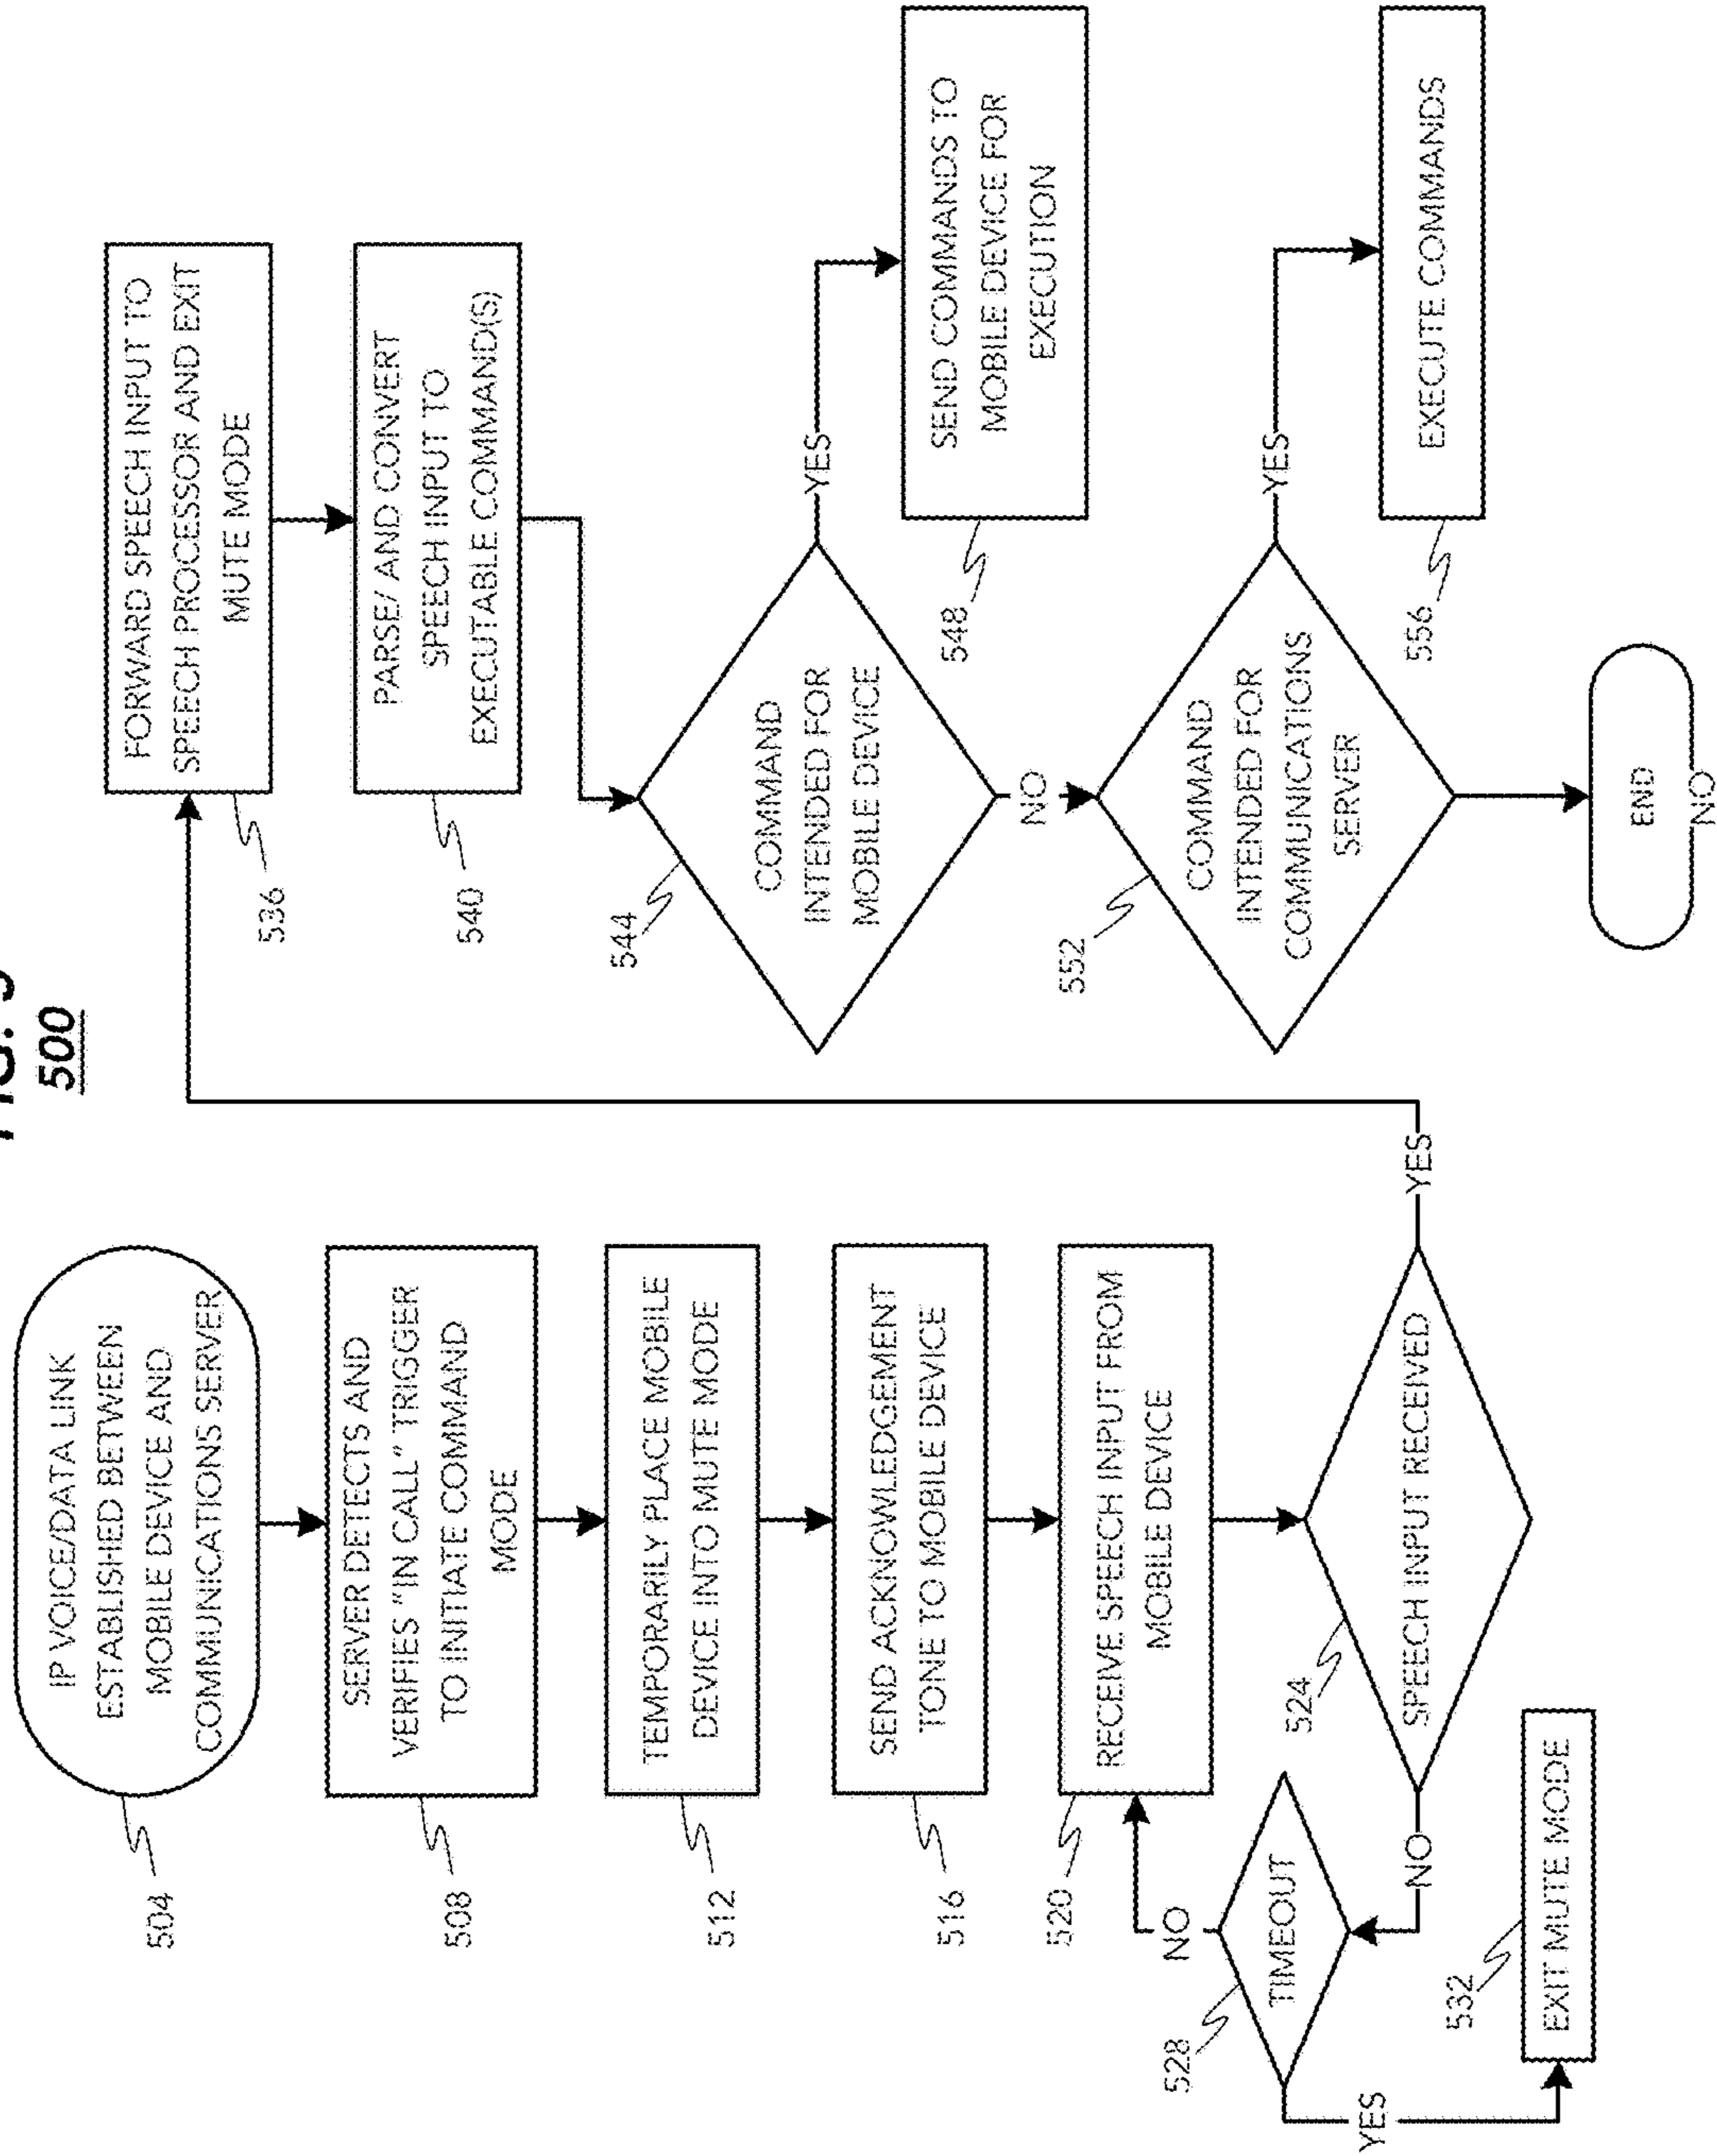 500
IP VOICE/DATA LINK
ESTABLISHED BETWEEN
MOBILE DEVICE AND
COMMUNICATIONS SERVER
504
SERVER DETECTS AND
VERIFIES "IN CALL" TRIGGER
TO INITIATE COMMAND
MODE
508
TEMPORARILY PLACE MOBILE
DEVICE INTO MUTE MODE
512
SEND ACKNOWLEDGEMENT
TONE TO MOBILE DEVICE
516
RECEIVE SPEECH INPUT FROM
MOBILE DEVICE
520
NO
TIMEOUT
528
YES
SPEECH INPUT RECEIVED
524
NO
YES
EXIT MUTE MODE
532
FORWARD SPEECH INPUT TO
SPEECH PROCESSOR AND EXIT
MUTE MODE
536
PARSE/ AND CONVERT
SPEECH INPUT TO
EXECUTABLE COMMAND(S)
540
COMMAND
INTENDED FOR
MOBILE DEVICE
544
YES
SEND COMMANDS TO
MOBILE DEVICE FOR
EXECUTION
548
NO
COMMAND
INTENDED FOR
COMMUNICATIONS
SERVER
552
YES
EXECUTE COMMANDS
556
END
NO